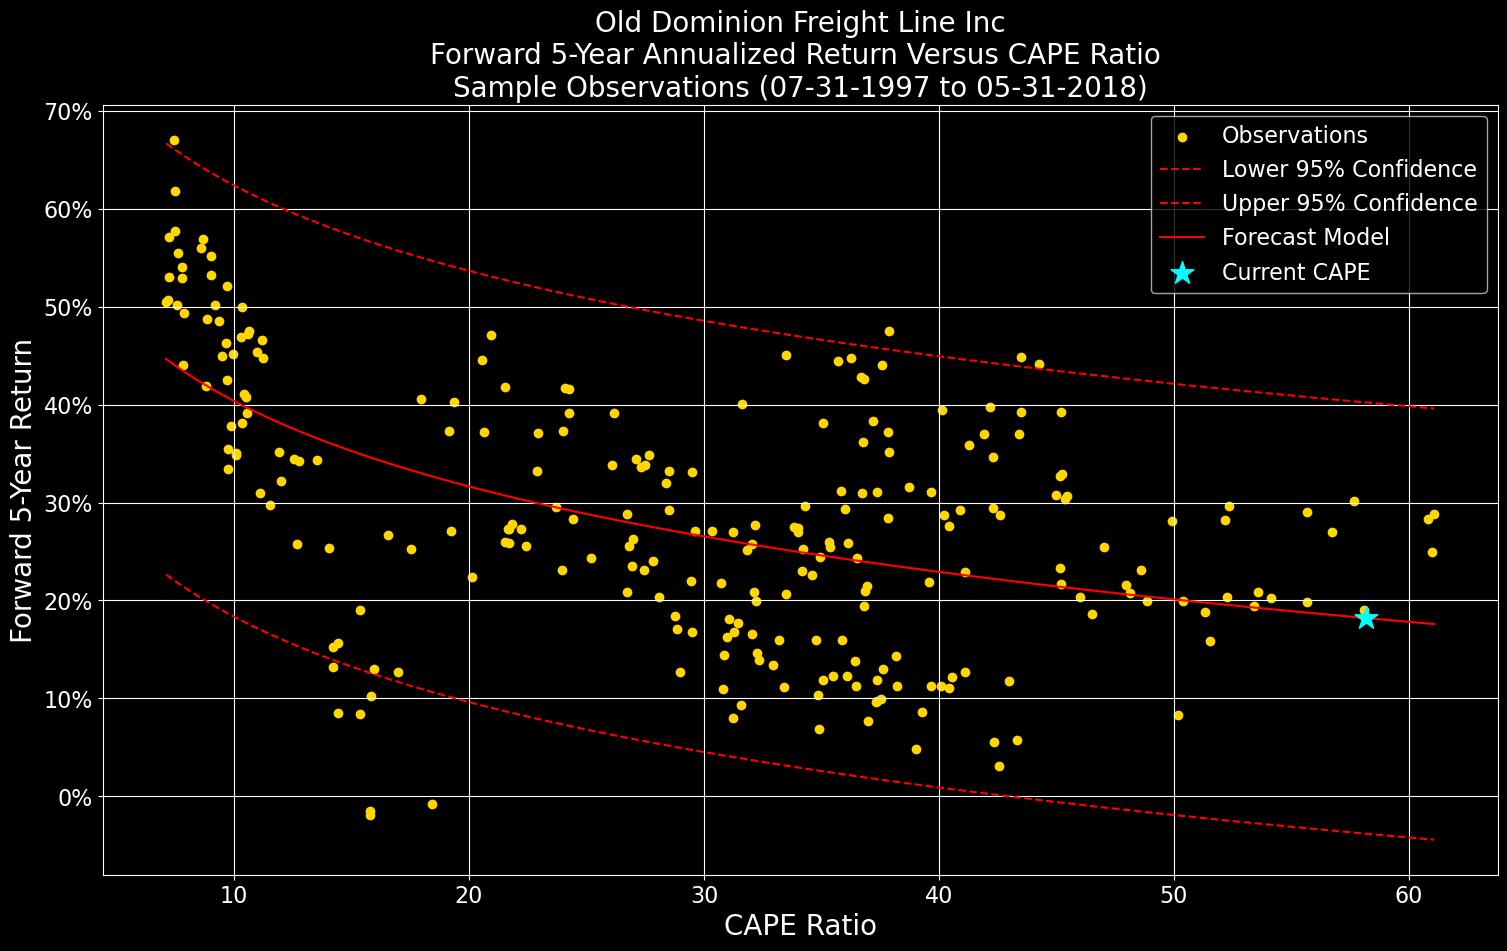 Old Dominion Freight Line Inc
Forward 5-Year Annualized Return Versus CAPE Ratio
Sample Observations (07-31-1997 to 05-31-2018)
Observations
Lower 95% Confidence
Upper 95% Confidence
Forecast Model
Current CAPE
Forward 5-Year Return
70%
60%
50%
40%
30%
20%
10%
0%
10
20
30
40
50
60
CAPE Ratio